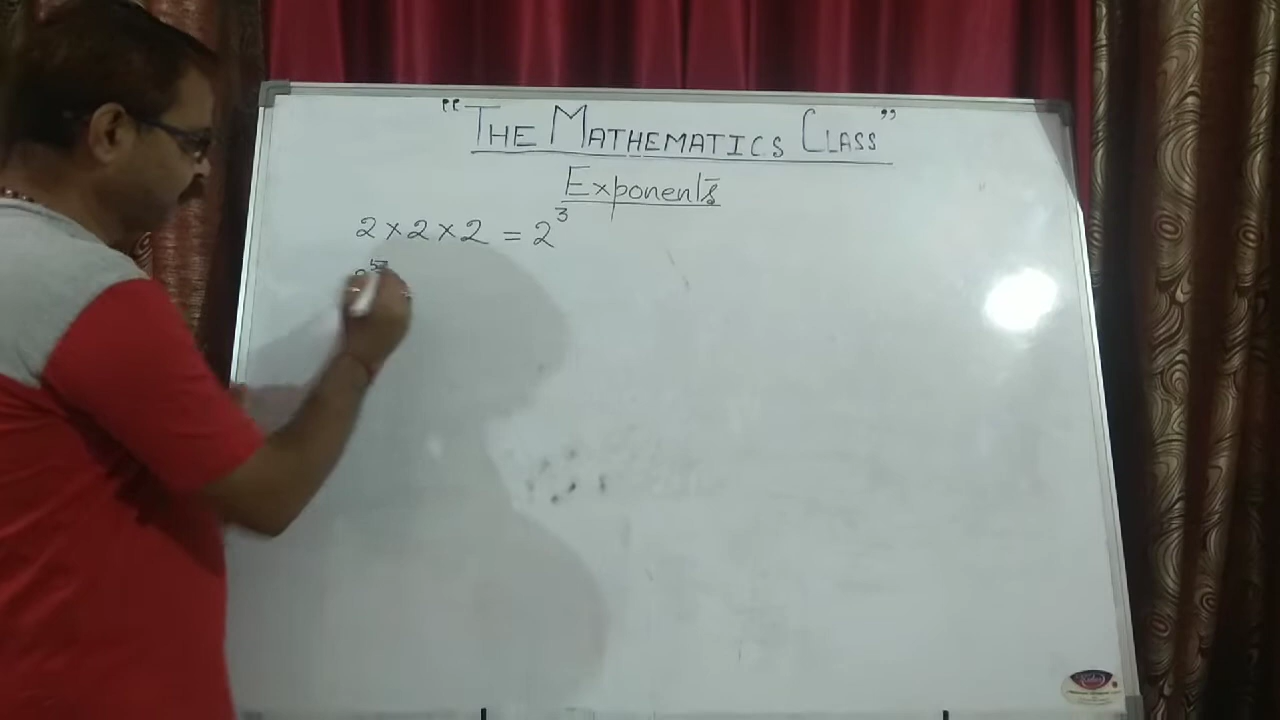 "THE MATHEMATICS CLASS"
Exponents
2 × 2 × 2 = 2³